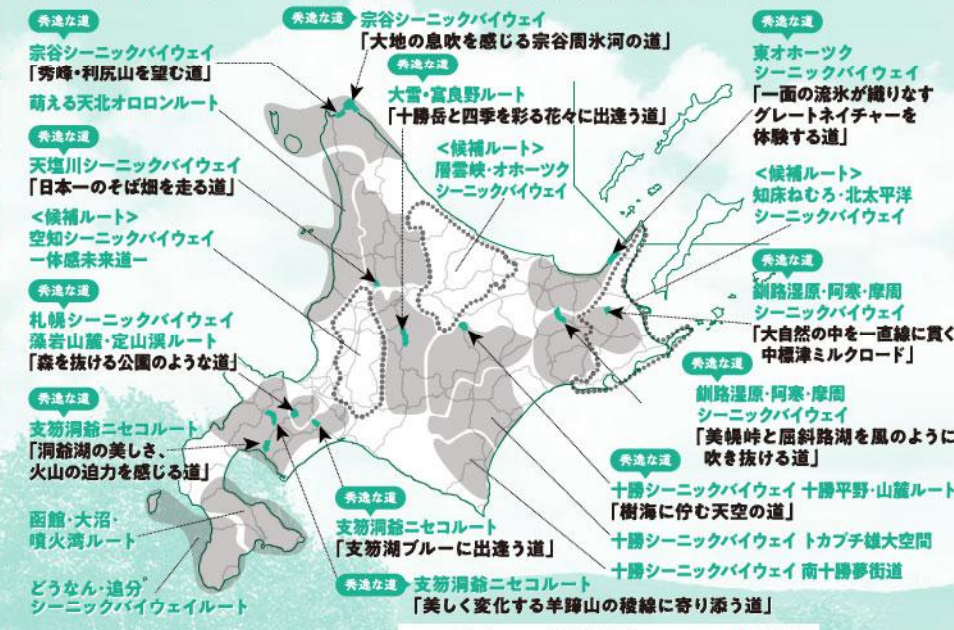 秀逸な道
宗谷シーニックバイウェイ
「秀峰・利尻山を望む道」
萌える天北オロロンルート
秀逸な道
天塩川シーニックバイウェイ
「日本一のそば畑を走る道」
<候補ルート>
空知シーニックバイウェイ
ー体感未来道ー
秀逸な道
札幌シーニックバイウェイ
藻岩山麓・定山渓ルート
「森を抜ける公園のような道」
秀逸な道
支笏洞爺ニセコルート
「洞爺湖の美しさ、
火山の迫力を感じる道」
函館・大沼・
噴火湾ルート
どうなん・追分
シーニックバイウェイルート
秀逸な道
宗谷シーニックバイウェイ
「大地の息吹を感じる宗谷周氷河の道」
秀逸な道
大雪・富良野ルート
「十勝岳と四季を彩る花々に出逢う道」
<候補ルート>
層雲峡・オホーツク
シーニックバイウェイ
秀逸な道
東オホーツク
シーニックバイウェイ
「一面の流氷が織りなす
グレートネイチャーを
体験する道」
<候補ルート>
知床ねむろ・北太平洋
シーニックバイウェイ
秀逸な道
釧路湿原・阿寒・摩周
シーニックバイウェイ
「大自然の中を一直線に貫く
中標津ミルクロード」
秀逸な道
釧路湿原・阿寒・摩周
シーニックバイウェイ
「美幌峠と屈斜路湖を風のように
吹き抜ける道」
秀逸な道
十勝シーニックバイウェイ 十勝平野・山麓ルート
「樹海に佇む天空の道」
十勝シーニックバイウェイ トカプチ雄大空間
十勝シーニックバイウェイ 南十勝夢街道
秀逸な道
支笏洞爺ニセコルート
「支笏湖ブルーに出逢う道」
秀逸な道
支笏洞爺ニセコルート
「美しく変化する羊蹄山の稜線に寄り添う道」